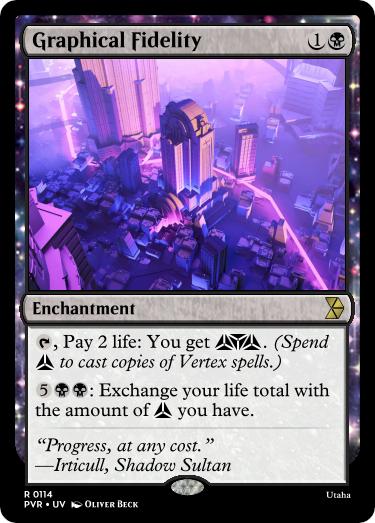 Graphical Fidelity 1
Enchantment
, Pay 2 life: You get . (Spend
to cast copies of Vertex spells.)
5 : Exchange your life total with
the amount of you have.
“Progress, at any cost.”
—Irticull, Shadow Sultan
R 0114 Utaha
PVR • UV OLIVER BECK